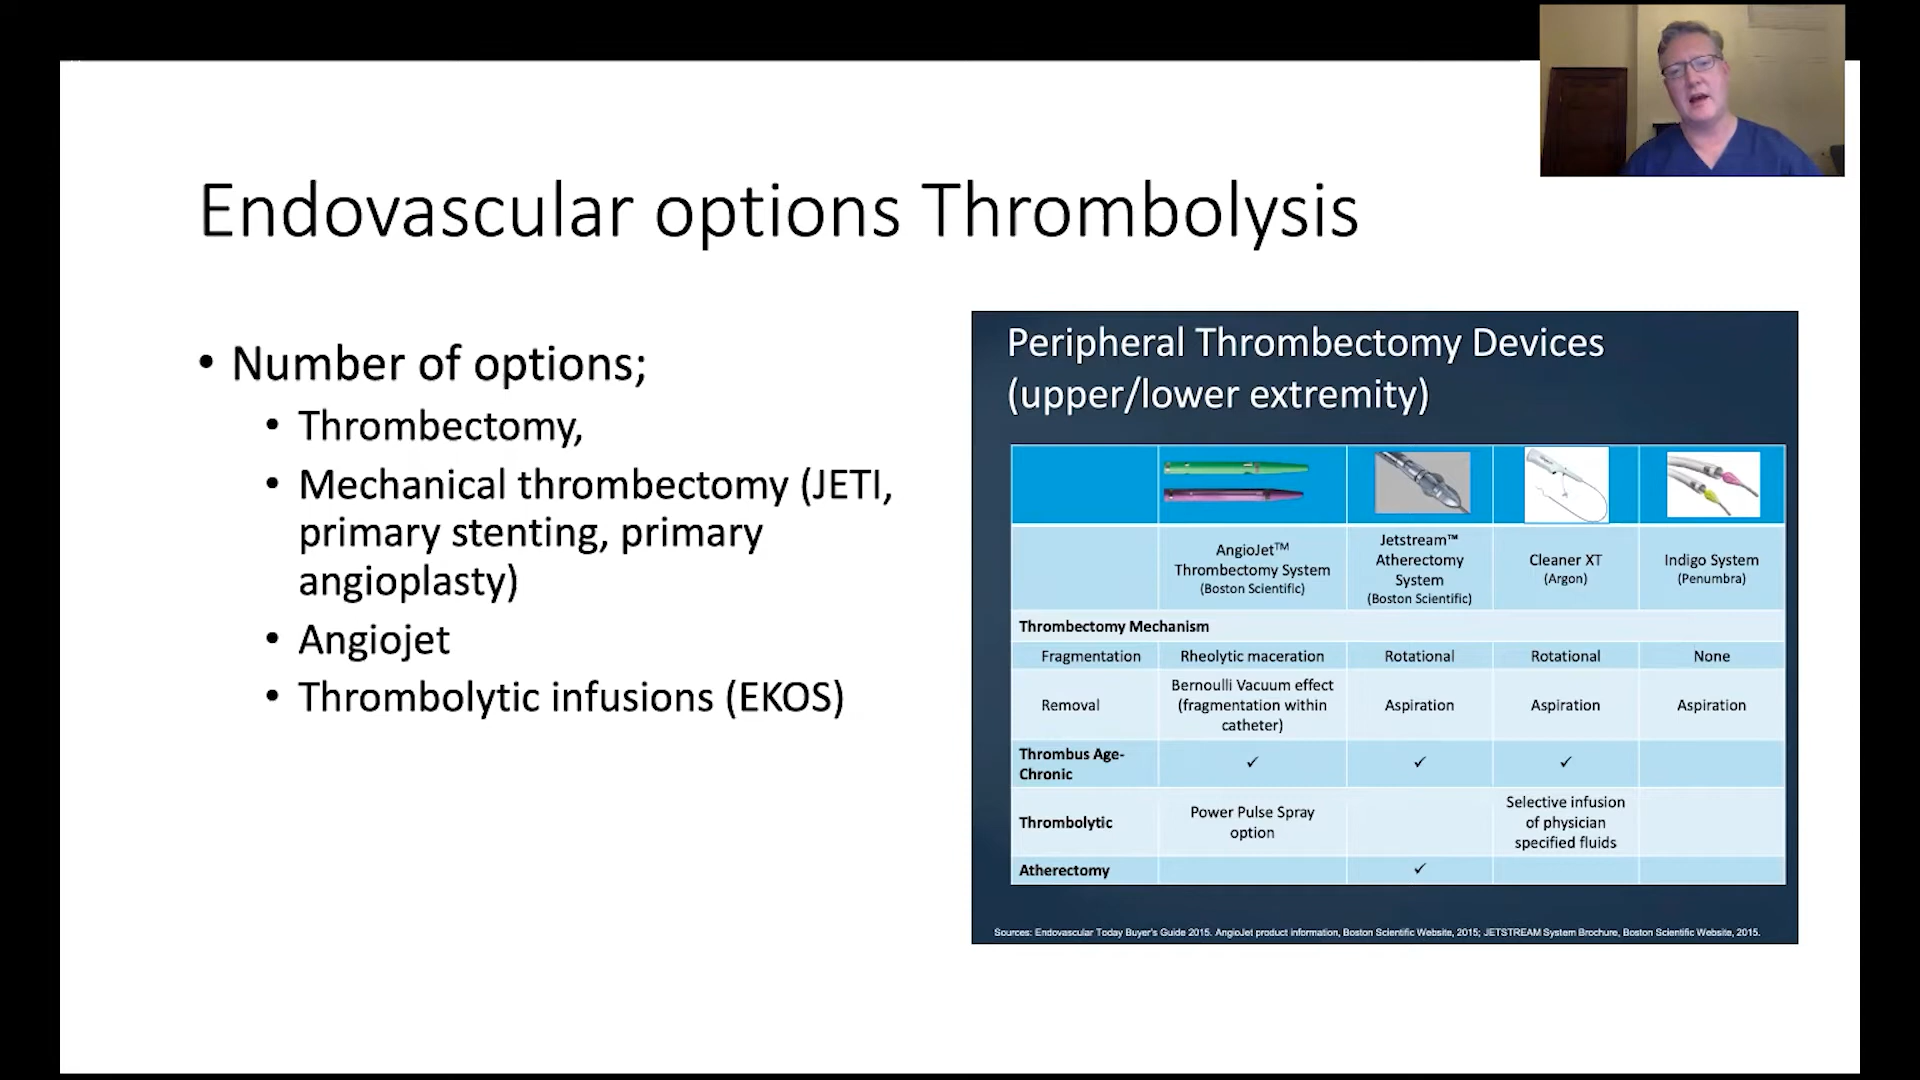 Endovascular options Thrombolysis
• Number of options;
• Thrombectomy,
• Mechanical thrombectomy (JETI,
primary stenting, primary
angioplasty)
• Angiojet
• Thrombolytic infusions (EKOS)
Peripheral Thrombectomy Devices
(upper/lower extremity)
AngioJet™
Thrombectomy System
(Boston Scientific)
Jetstream™
Atherectomy
System
(Boston Scientific)
Cleaner XT
(Argon)
Indigo System
(Penumbra)
Thrombectomy Mechanism
Fragmentation Rheolytic maceration Rotational Rotational None
Removal
Bernoulli Vacuum effect
(fragmentation within
catheter)
Aspiration Aspiration Aspiration
Thrombus Age-
Chronic
✓ ✓ ✓
Thrombolytic
Power Pulse Spray
option
Selective infusion
of physician
specified fluids
Atherectomy ✓
Sources: Endovascular Today Buyer's Guide 2015. AngioJet product information, Boston Scientific Website, 2015; JETSTREAM System Brochure, Boston Scientific Website, 2015.